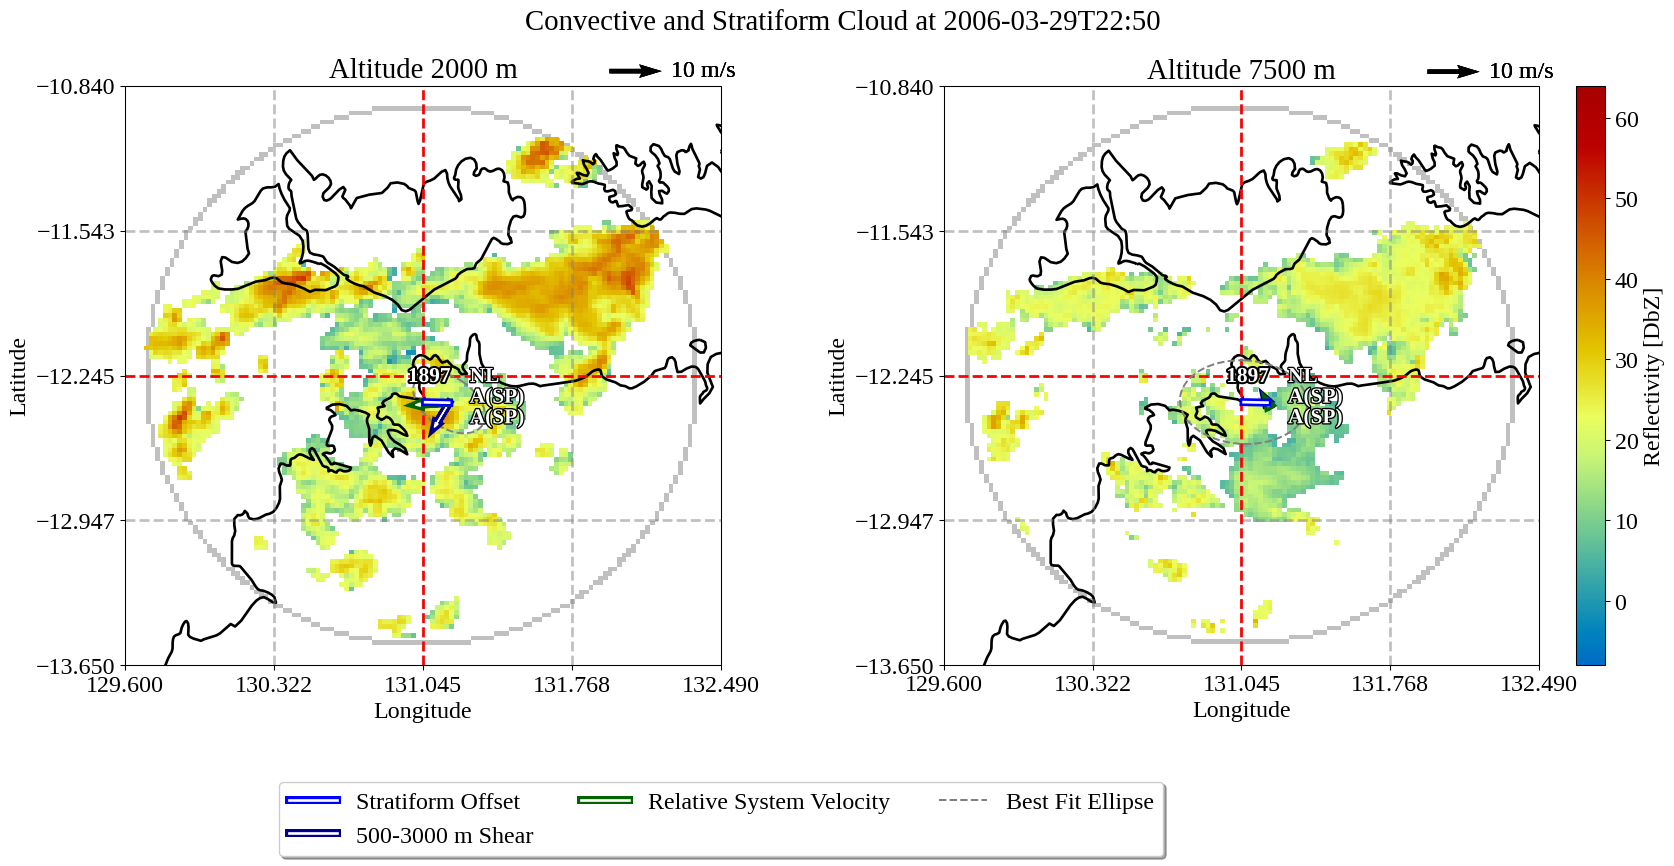 Convective and Stratiform Cloud at 2006-03-29T22:50
Altitude 2000 m
10 m/s
−10.840
−11.543
−12.245
−12.947
−13.650
Latitude
129.600
130.322
131.045
131.768
132.490
Longitude
1897
NL
A(SP)
A(SP)
Altitude 7500 m
10 m/s
−10.840
−11.543
−12.245
−12.947
−13.650
Latitude
129.600
130.322
131.045
131.768
132.490
Longitude
1897
NL
A(SP)
A(SP)
60
50
40
30
20
10
0
Reflectivity [DbZ]
Stratiform Offset
Relative System Velocity
Best Fit Ellipse
500-3000 m Shear